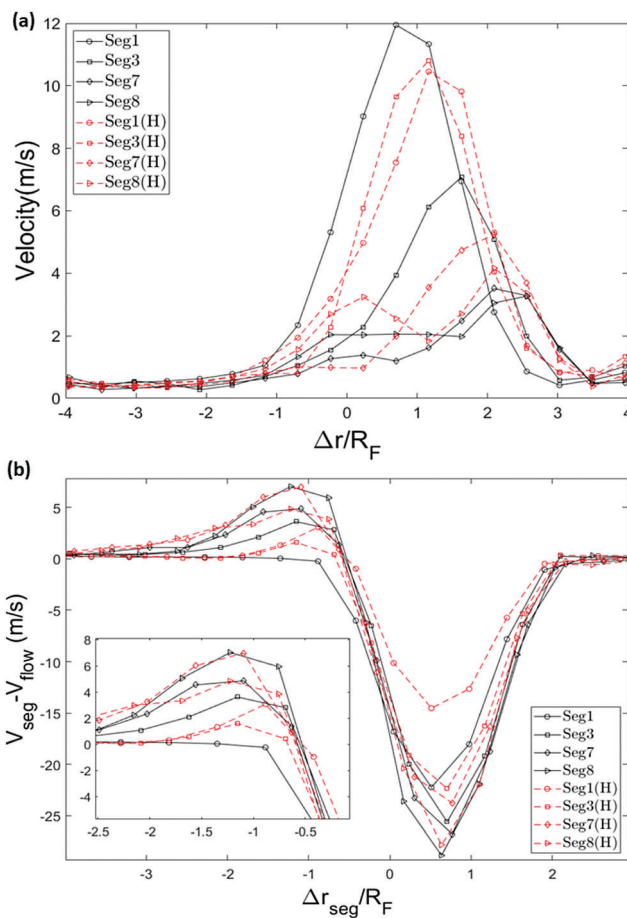 (a)
12
10
8
6
4
2
0
Velocity(m/s)
Seg1
Seg3
Seg7
Seg8
Seg1(H)
Seg3(H)
Seg7(H)
Seg8(H)
-4 -3 -2 -1 0 1 2 3 4
Δr/R_F
(b)
5
0
-5
-10
-15
-20
-25
V_seg-V_flow (m/s)
8
7
6
4
2
0
-2
-4
-2.5 -2 -1.5 -1 -0.5
Seg1
Seg3
Seg7
Seg8
Seg1(H)
Seg3(H)
Seg7(H)
Seg8(H)
-3 -2 -1 0 1 2
Δr_seg/R_F